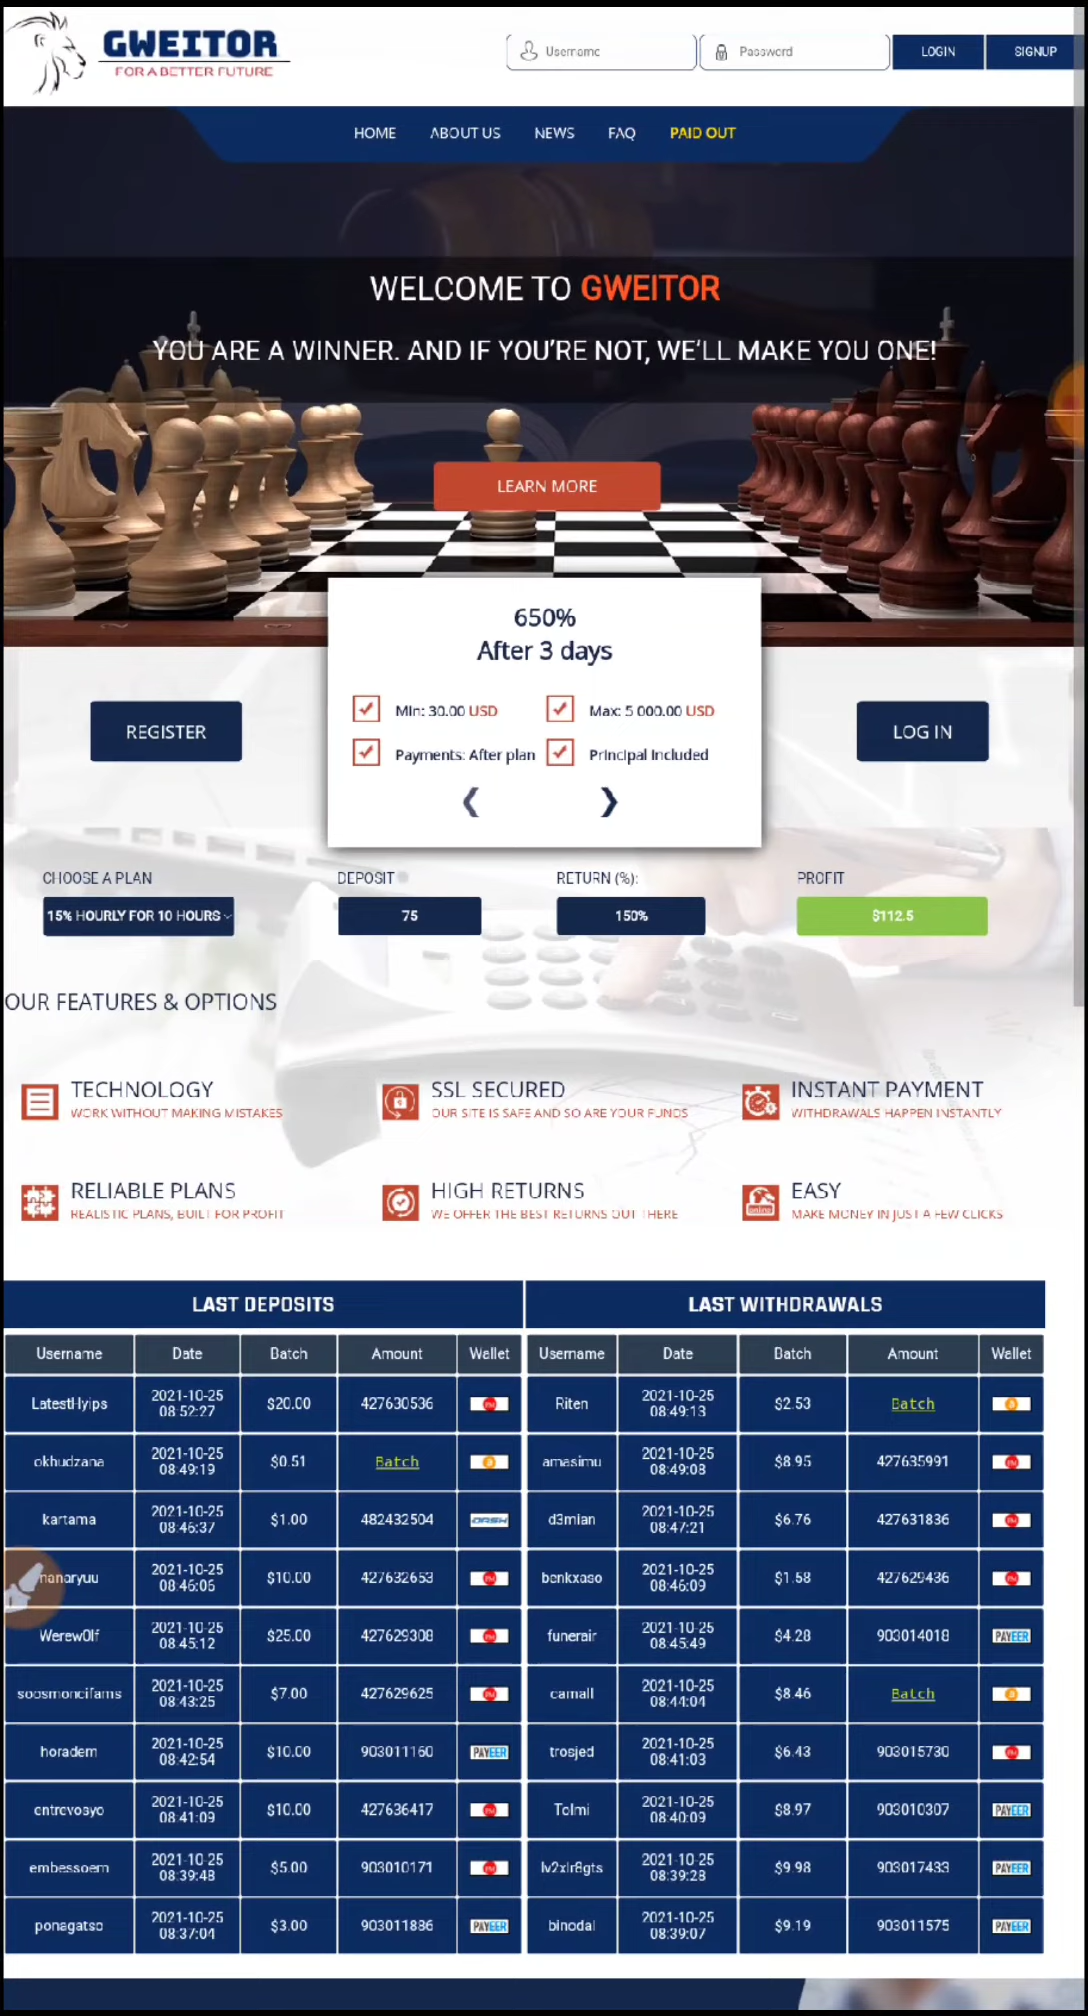 GWEITOR
FOR A BETTER FUTURE
Username
Password
LOGIN
SIGNUP
HOME ABOUT US NEWS FAQ PAID OUT
WELCOME TO GWEITOR
YOU ARE A WINNER. AND IF YOU'RE NOT, WE'LL MAKE YOU ONE!
LEARN MORE
650%
After 3 days
Min: 30.00 USD Max: 5 000.00 USD
Payments: After plan Principal Included
REGISTER
LOG IN
CHOOSE A PLAN DEPOSIT RETURN (%): PROFIT
15% HOURLY FOR 10 HOURS 75 150% $112.5
OUR FEATURES & OPTIONS
TECHNOLOGY
WORK WITHOUT MAKING MISTAKES
SSL SECURED
OUR SITE IS SAFE AND SO ARE YOUR FUNDS
INSTANT PAYMENT
WITHDRAWALS HAPPEN INSTANTLY
RELIABLE PLANS
REALISTIC PLANS, BUILT FOR PROFIT
HIGH RETURNS
WE OFFER THE BEST RETURNS OUT THERE
EASY
MAKE MONEY IN JUST A FEW CLICKS
LAST DEPOSITS
Username Date Batch Amount Wallet
LatestHyips 2021-10-25 08:52:27 $20.00 427630536
okhudzana 2021-10-25 08:49:19 $0.51 Batch
kartama 2021-10-25 08:46:37 $1.00 482432504 DASH
nanaryuu 2021-10-25 08:46:06 $10.00 427632653
Werew0lf 2021-10-25 08:45:12 $25.00 427629308
soosmoncifams 2021-10-25 08:43:25 $7.00 427629625
horadem 2021-10-25 08:42:54 $10.00 903011160 PAYEER
entrevosyo 2021-10-25 08:41:09 $10.00 427636417
embessoem 2021-10-25 08:39:48 $5.00 903010171
ponagatso 2021-10-25 08:37:04 $3.00 903011886 PAYEER
LAST WITHDRAWALS
Username Date Batch Amount Wallet
Riten 2021-10-25 08:49:13 $2.53 Batch
amasimu 2021-10-25 08:49:08 $8.95 427635991
d3mian 2021-10-25 08:47:21 $6.76 427631836
benkxaso 2021-10-25 08:46:09 $1.58 427629436
funerair 2021-10-25 08:45:49 $4.28 903014018 PAYEER
camall 2021-10-25 08:44:04 $8.46 Batch
trosjed 2021-10-25 08:41:03 $6.43 903015730
Tolmi 2021-10-25 08:40:09 $8.97 903010307 PAYEER
lv2xlr8gts 2021-10-25 08:39:28 $9.98 903017433 PAYEER
binodal 2021-10-25 08:39:07 $9.19 903011575 PAYEER